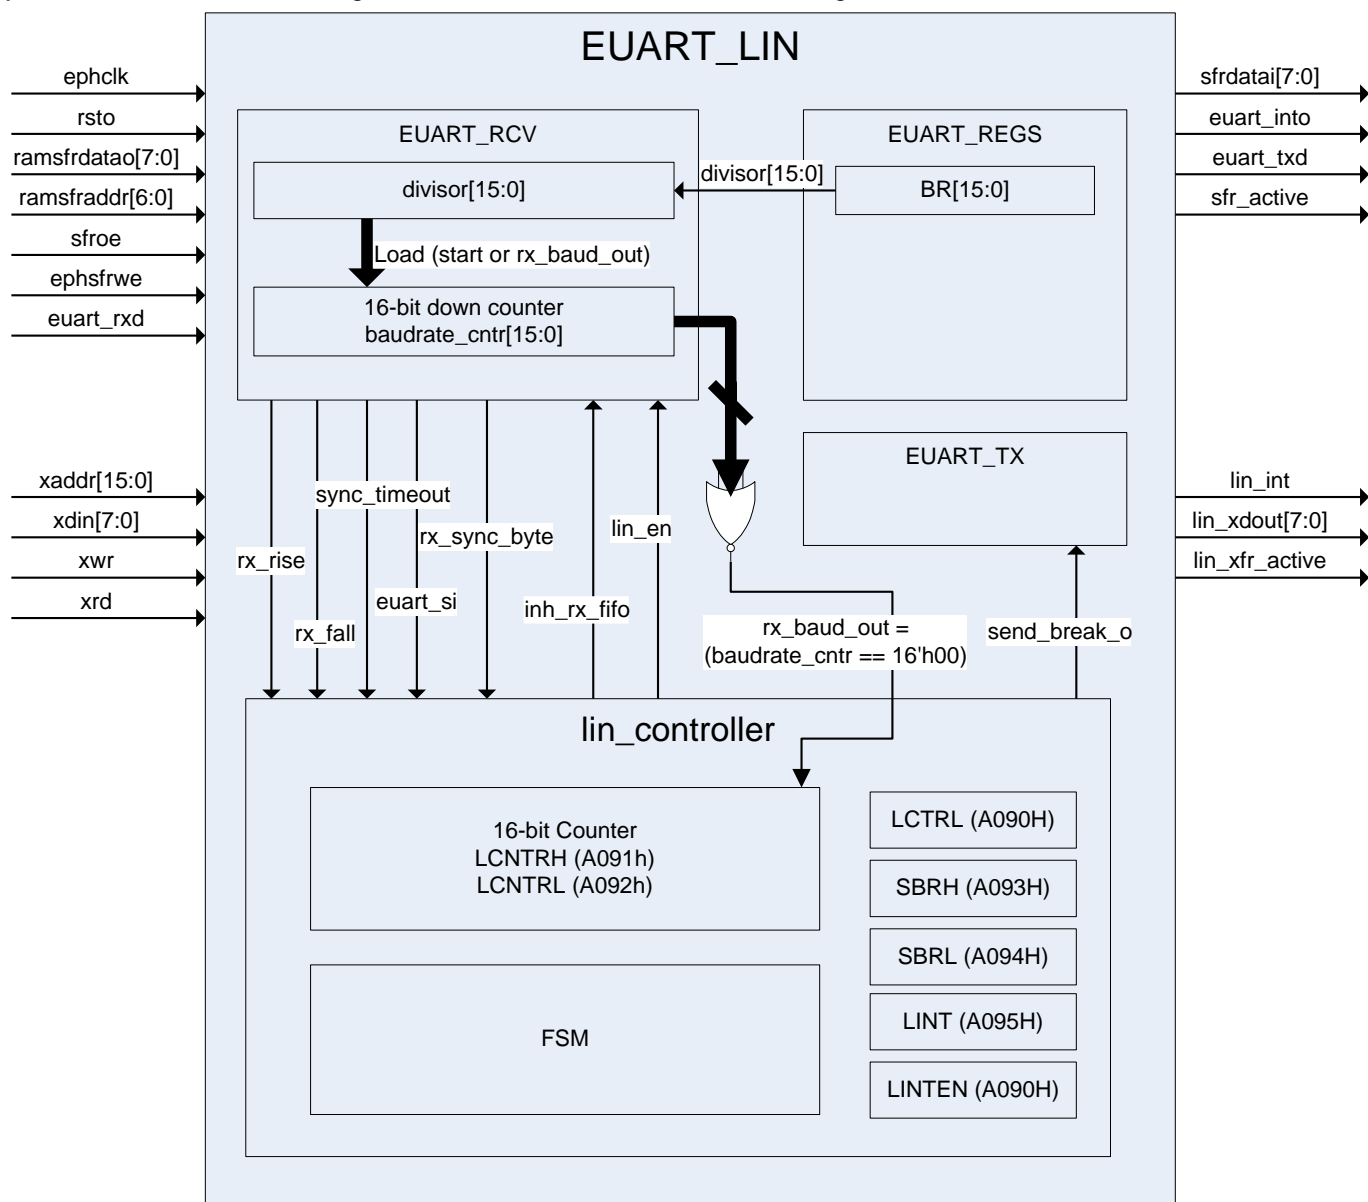 EUART_LIN
ephclk
rsto
ramsfrdatao[7:0]
ramsfraddr[6:0]
sfroe
ephsfrwe
euart_rxd
xaddr[15:0]
xdin[7:0]
xwr
xrd
EUART_RCV
divisor[15:0]
Load (start or rx_baud_out)
16-bit down counter
baudrate_cntr[15:0]
divisor[15:0]
EUART_REGS
BR[15:0]
EUART_TX
sfrdatai[7:0]
euart_into
euart_txd
sfr_active
lin_int
lin_xdout[7:0]
lin_xfr_active
rx_rise
rx_fall
sync_timeout
euart_si
rx_sync_byte
inh_rx_fifo
lin_en
rx_baud_out =
(baudrate_cntr == 16'h00)
send_break_o
lin_controller
16-bit Counter
LCNTRH (A091h)
LCNTRL (A092h)
FSM
LCTRL (A090H)
SBRH (A093H)
SBRL (A094H)
LINT (A095H)
LINTEN (A090H)